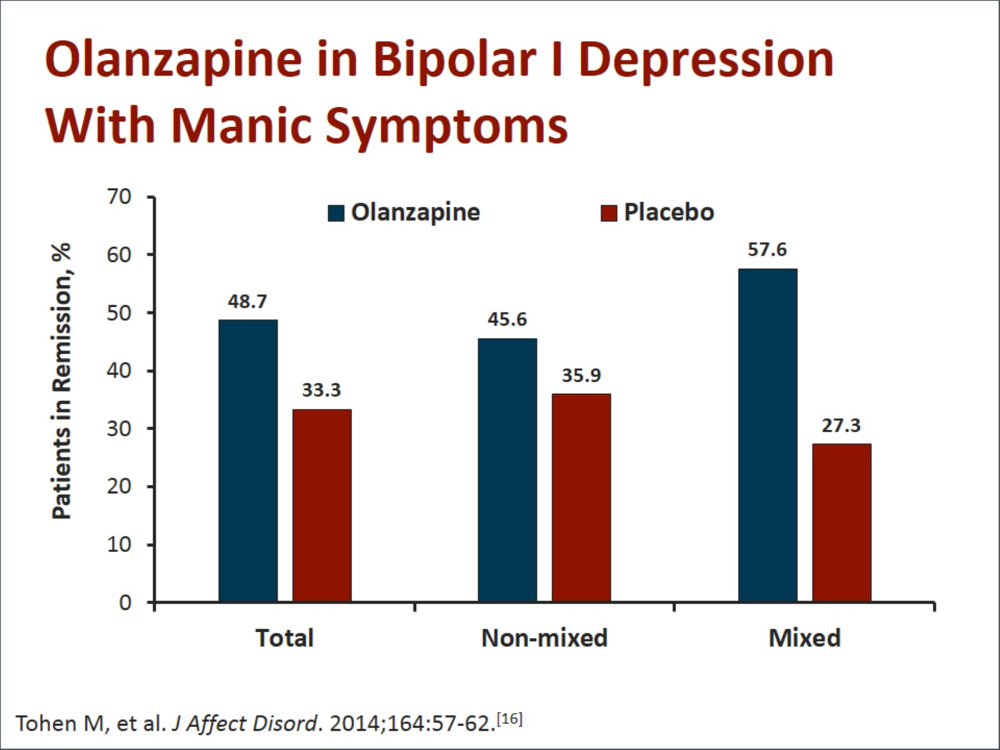 Olanzapine in Bipolar I Depression
With Manic Symptoms
Olanzapine
Placebo
Patients in Remission, %
70
60
50
40
30
20
10
0
48.7
33.3
45.6
35.9
57.6
27.3
Total
Non-mixed
Mixed
Tohen M, et al. J Affect Disord. 2014;164:57-62.[16]